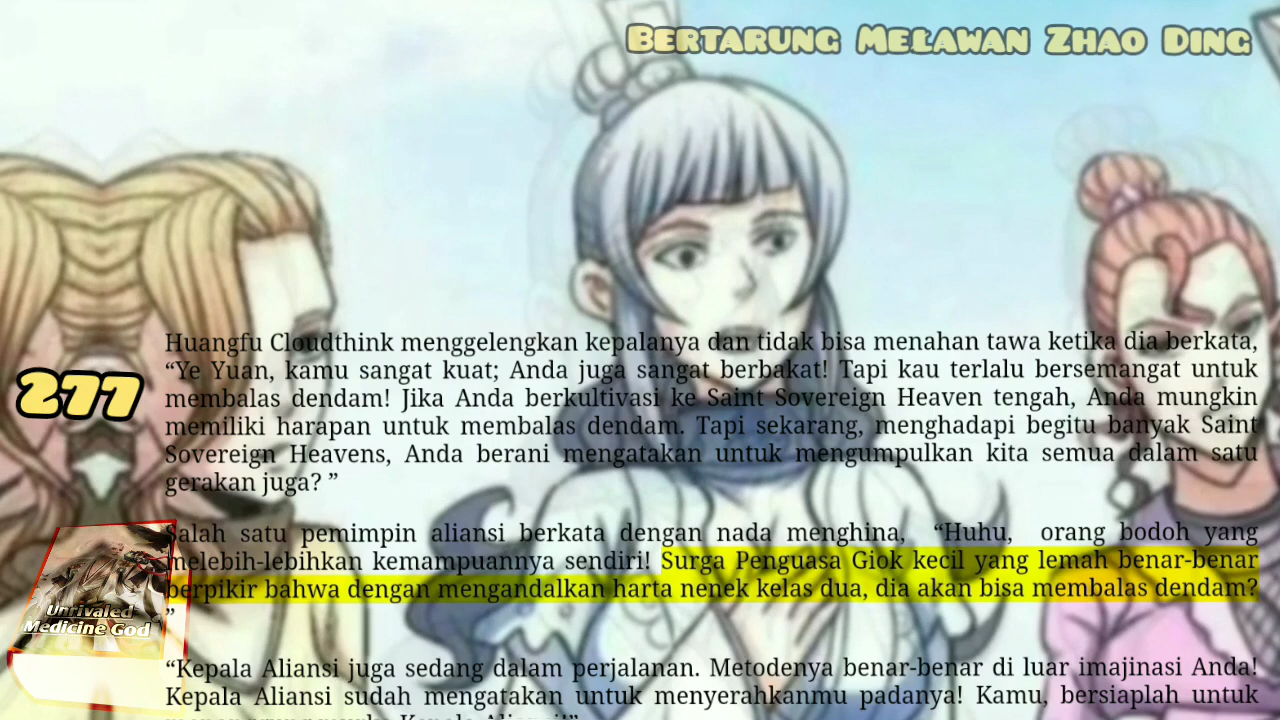 Bertarung Melawan Zhao Ding
Huangfu Cloudthink menggelengkan kepalanya dan tidak bisa menahan tawa ketika dia berkata,
“Ye Yuan, kamu sangat kuat; Anda juga sangat berbakat! Tapi kau terlalu bersemangat untuk
membalas dendam! Jika Anda berkultivasi ke Saint Sovereign Heaven tengah, Anda mungkin
memiliki harapan untuk membalas dendam. Tapi sekarang, menghadapi begitu banyak Saint
Sovereign Heavens, Anda berani mengatakan untuk mengumpulkan kita semua dalam satu
gerakan juga? ”
277
Salah satu pemimpin aliansi berkata dengan nada menghina, “Huhu, orang bodoh yang
melebih-lebihkan kemampuannya sendiri! Surga Penguasa Giok kecil yang lemah benar-benar
berpikir bahwa dengan mengandalkan harta nenek kelas dua, dia akan bisa membalas dendam?
”
Unrivaled
Medicine God
“Kepala Aliansi juga sedang dalam perjalanan. Metodenya benar-benar di luar imajinasi Anda!
Kepala Aliansi sudah mengatakan untuk menyerahkanmu padanya! Kamu, bersiaplah untuk